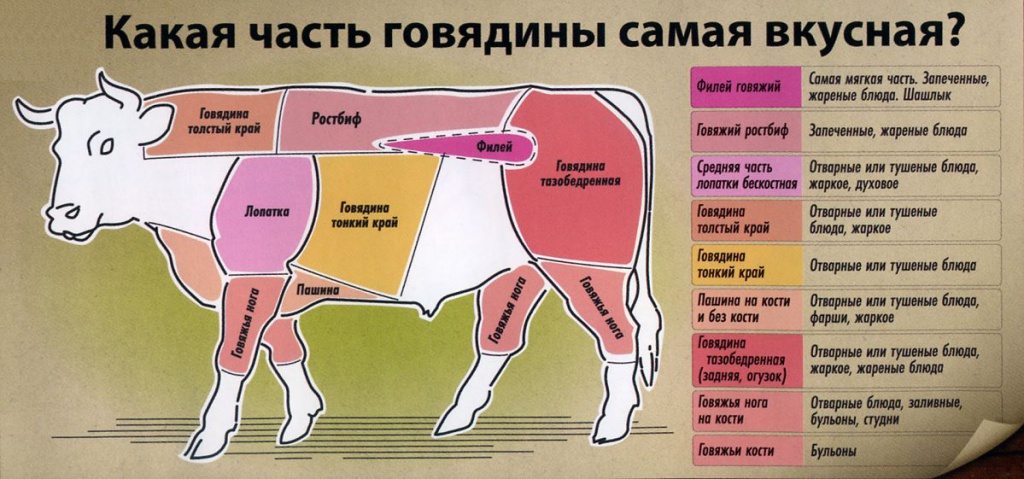 Какая часть говядины самая вкусная?
Говядина
толстый край
Ростбиф
Филей
Говядина
тазобедренная
Лопатка
Говядина
тонкий край
Пашина
Говяжья нога
Говяжья нога
Говяжья нога
Филей говяжий
Самая мягкая часть. Запеченные,
жареные блюда. Шашлык
Говяжий ростбиф
Запеченные, жареные блюда
Средняя часть
лопатки бескостная
Отварные или тушеные блюда,
жаркое, духовое
Говядина
толстый край
Отварные или тушеные
блюда, жаркое
Говядина
тонкий край
Отварные или тушеные блюда
Пашина на кости
и без кости
Отварные или тушеные блюда,
фарши, жаркое
Говядина
тазобедренная
(задняя, огузок)
Отварные или тушеные блюда,
жаркое, жареные блюда
Говяжья нога
на кости
Отварные блюда, заливные,
бульоны, студни
Говяжьи кости
Бульоны